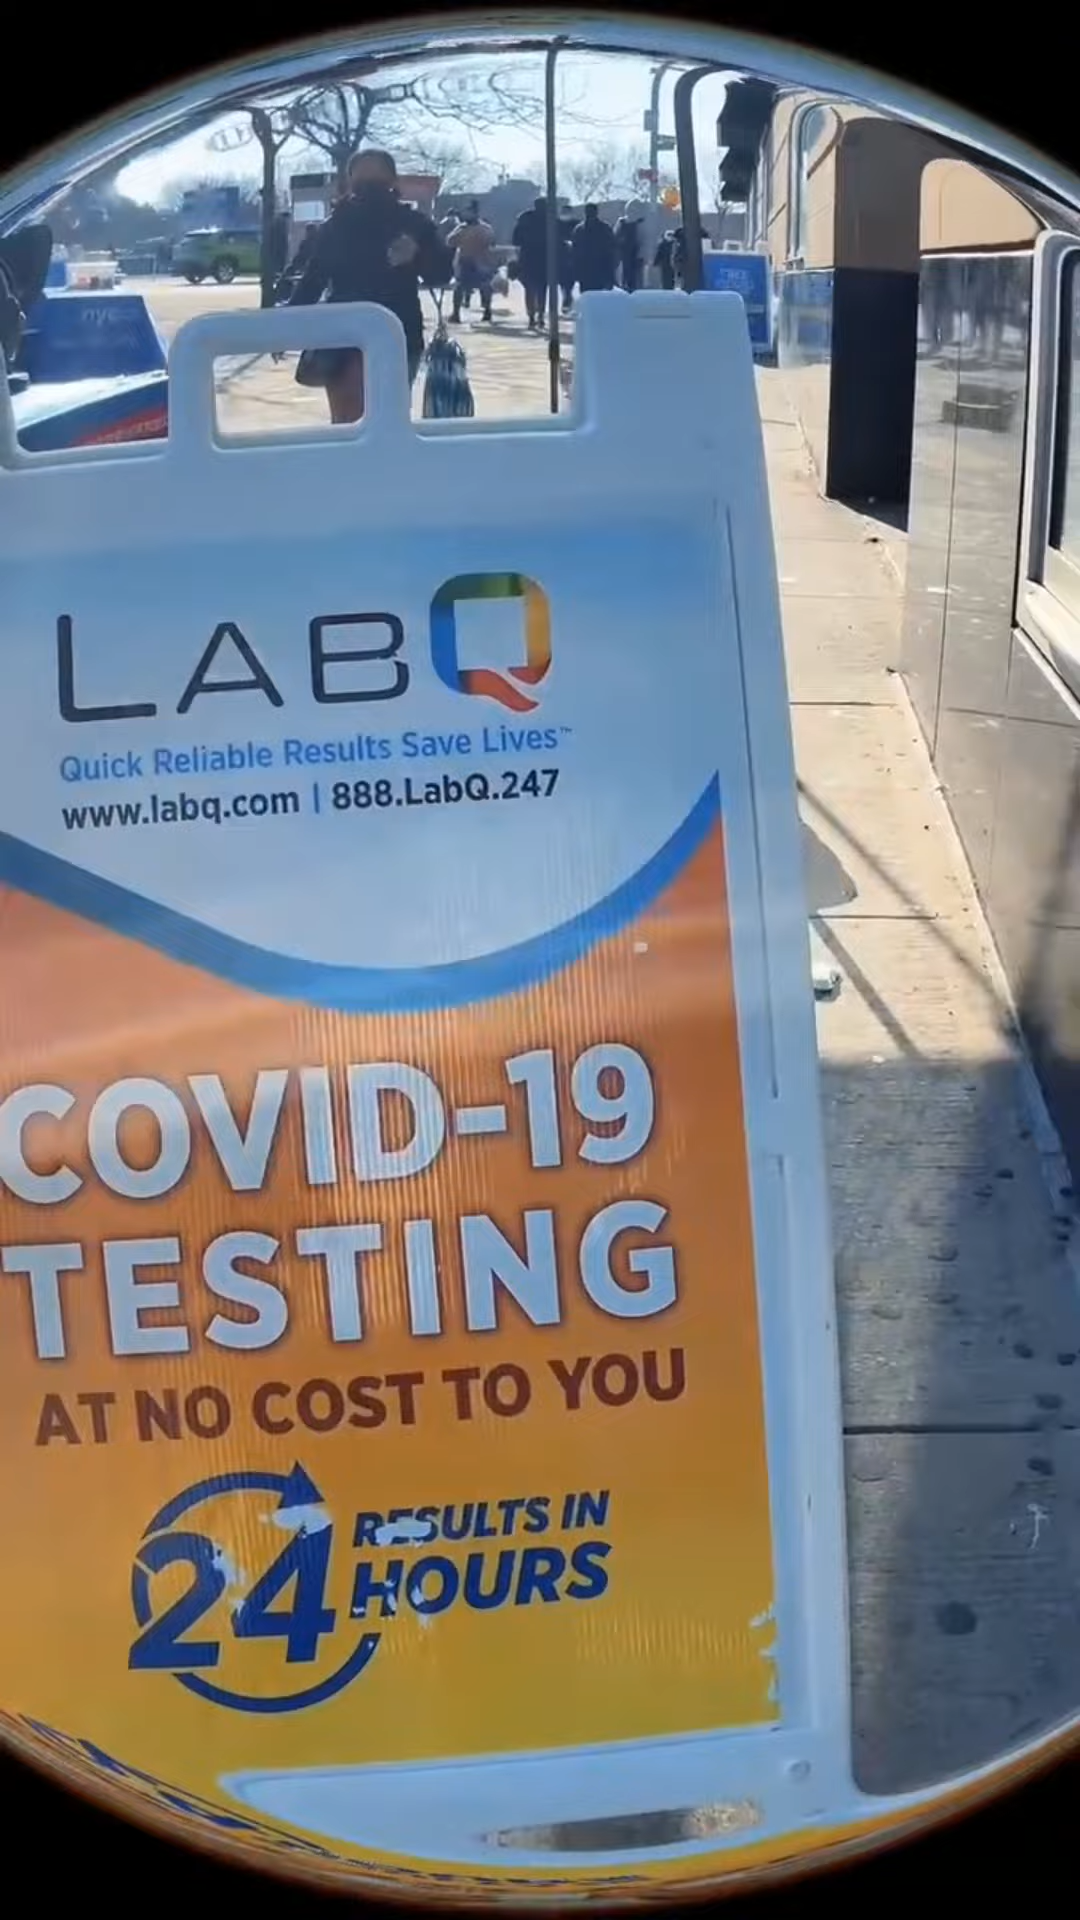 nyc
LABQ
Quick Reliable Results Save Lives™
www.labq.com | 888.LabQ.247
COVID-19
TESTING
AT NO COST TO YOU
24
RESULTS IN
HOURS